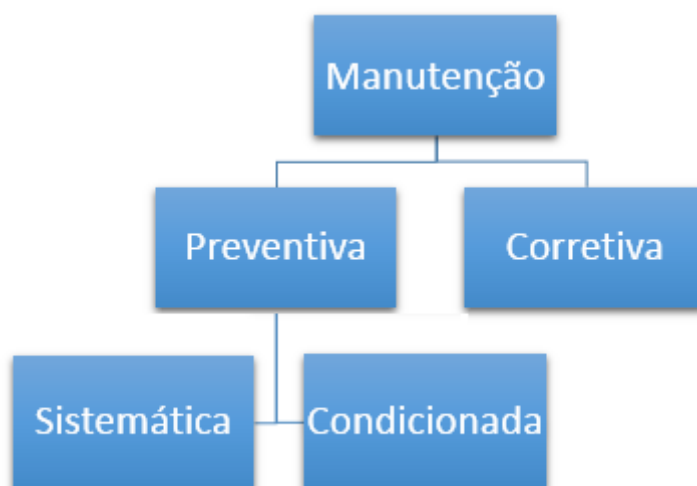 Manutenção
Preventiva
Corretiva
Sistemática
Condicionada